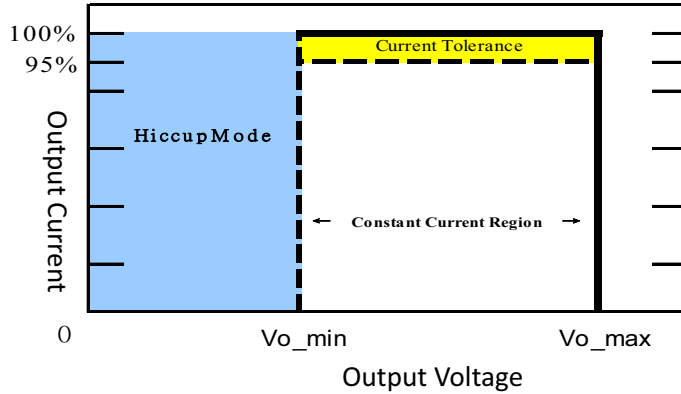 100%
Current Tolerance
95%
HiccupMode
Output Current
Constant Current Region
0
Vo_min
Vo_max
Output Voltage